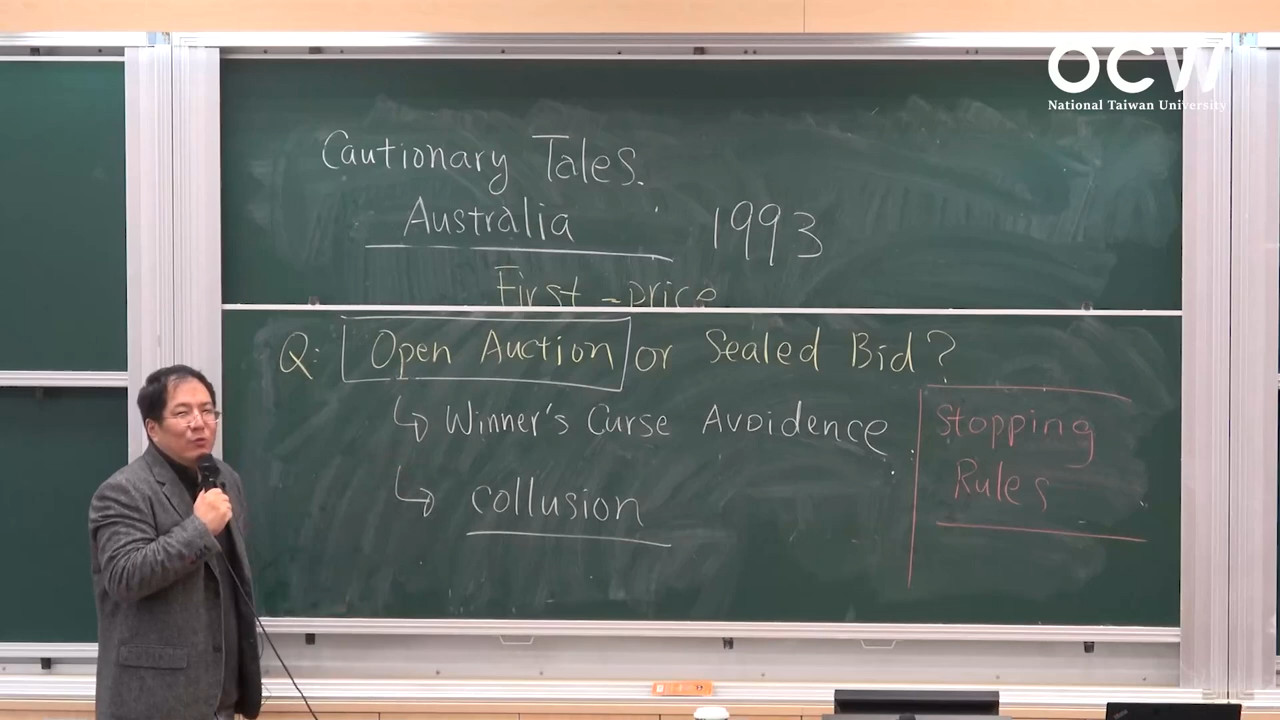 OCW
National Taiwan University
Cautionary Tales.
Australia 1993
First-price
Q: Open Auction or Sealed Bid?
↳ Winner's Curse Avoidence
↳ collusion
Stopping
Rules